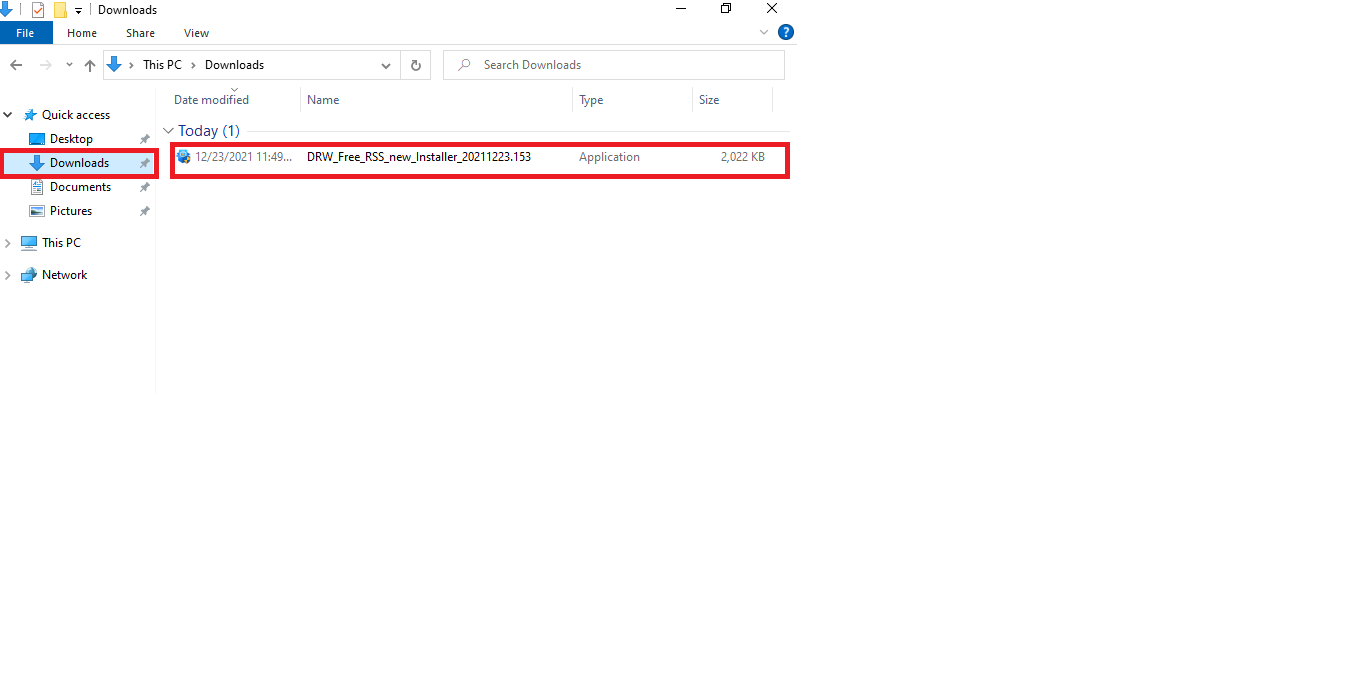 Downloads
File Home Share View ?
This PC Downloads Search Downloads
Date modified Name Type Size
Quick access
Today (1)
Desktop
12/23/2021 11:49... DRW_Free_RSS_new_Installer_20211223.153 Application 2,022 KB
Downloads
Documents
Pictures
This PC
Network